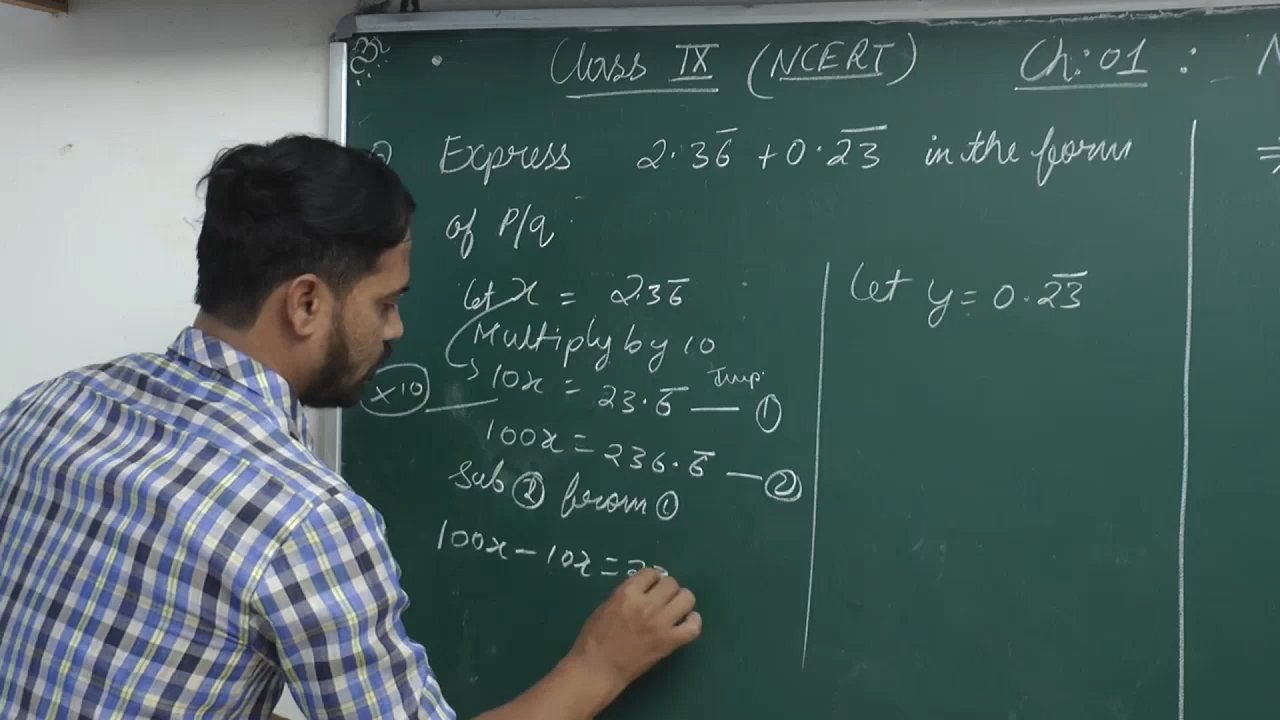 Class IX (NCERT) Ch: 01 :
Express 2.36̅ + 0.2̅3̅ in the form
of P/q
let x = 2.36̅
Multiply by 10
×10
10x = 23.6̅ — ①
Imp.
100x = 236.6̅ — ②
Sub ② from ①
100x - 10x = 23
Let y = 0.2̅3̅